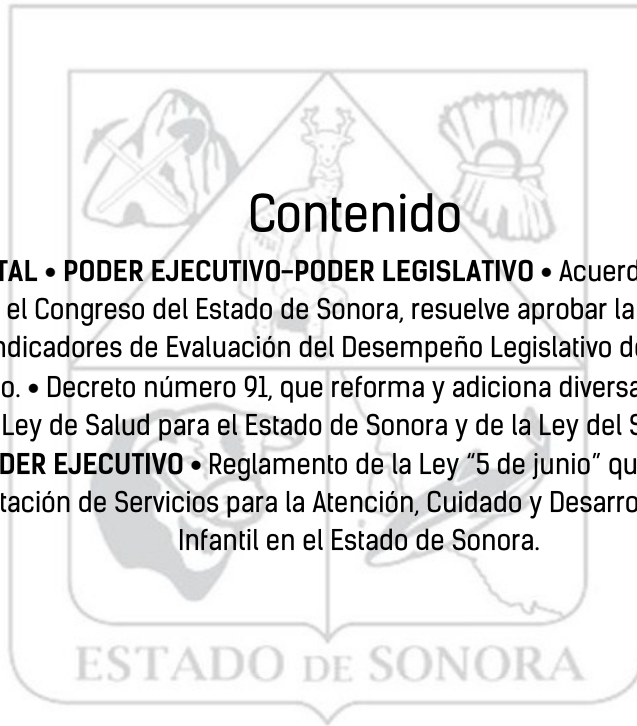 Contenido
TAL • PODER EJECUTIVO-PODER LEGISLATIVO • Acuerd
el Congreso del Estado de Sonora, resuelve aprobar la
ndicadores de Evaluación del Desempeño Legislativo d
o. • Decreto número 91, que reforma y adiciona diversa
Ley de Salud para el Estado de Sonora y de la Ley del S
DER EJECUTIVO • Reglamento de la Ley “5 de junio” qu
tación de Servicios para la Atención, Cuidado y Desarro
Infantil en el Estado de Sonora.
ESTADO DE SONORA